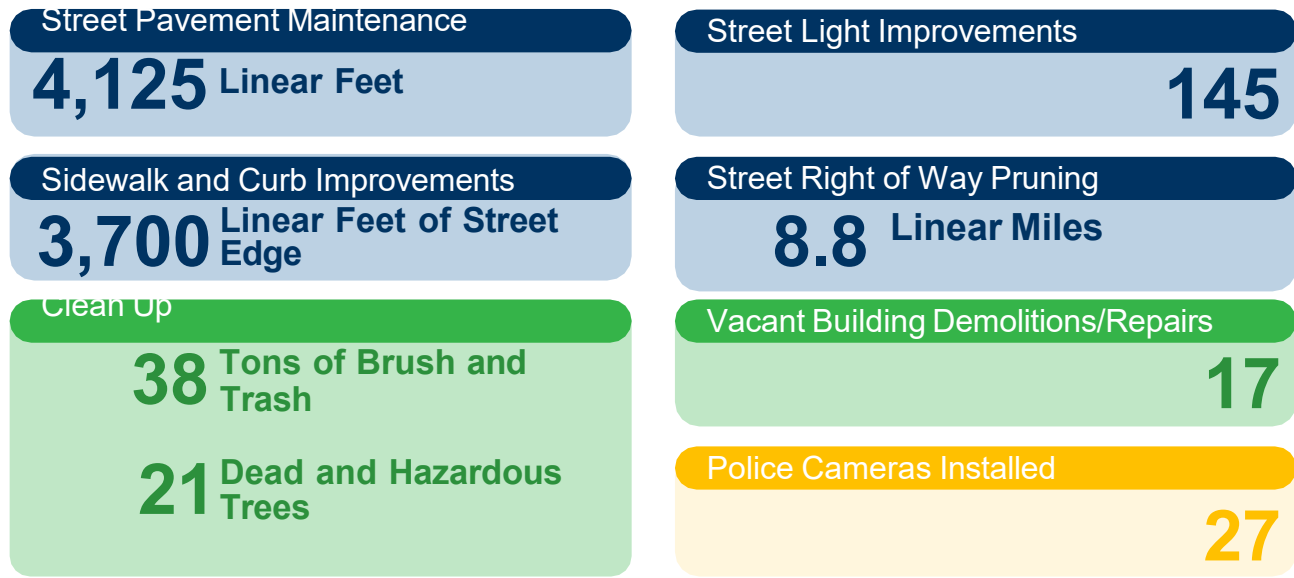 Street Pavement Maintenance
4,125 Linear Feet
Street Light Improvements
145
Sidewalk and Curb Improvements
3,700 Linear Feet of Street
Edge
Street Right of Way Pruning
8.8 Linear Miles
Clean Up
38 Tons of Brush and
Trash
21 Dead and Hazardous
Trees
Vacant Building Demolitions/Repairs
17
Police Cameras Installed
27